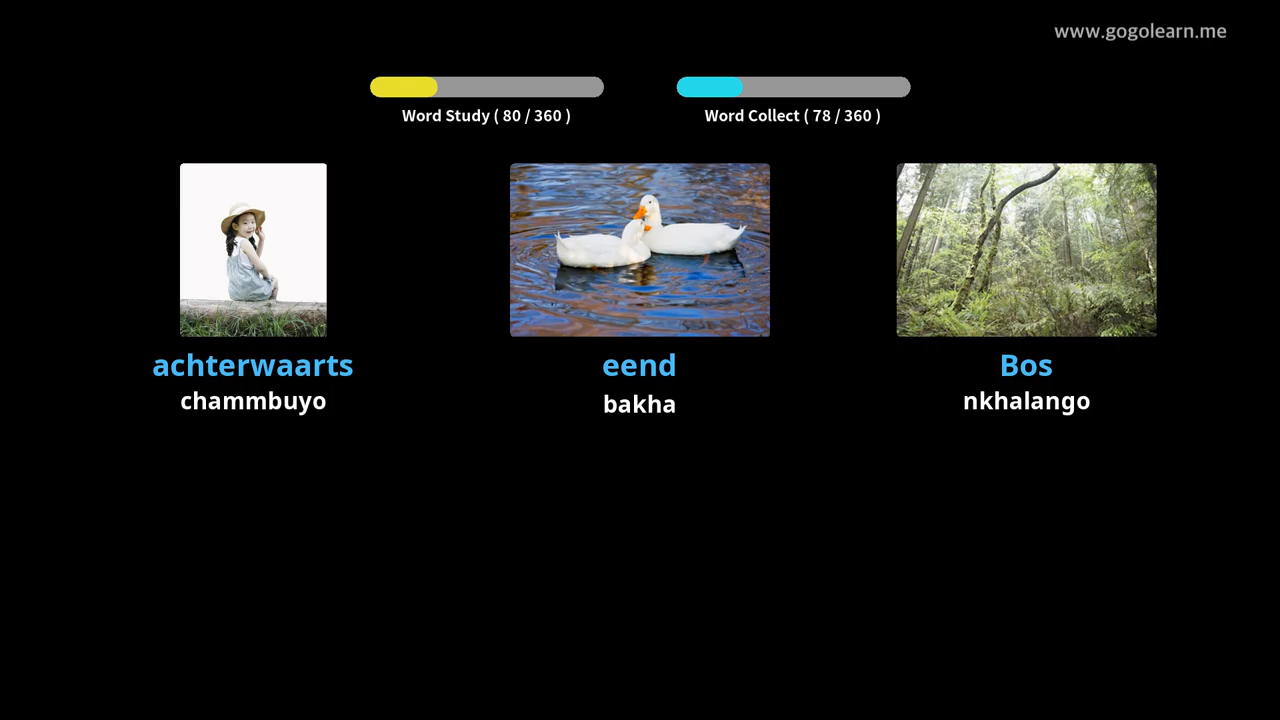 www.gogolearn.me
Word Study ( 80 / 360 )
Word Collect ( 78 / 360 )
achterwaarts
chammbuyo
eend
bakha
Bos
nkhalango